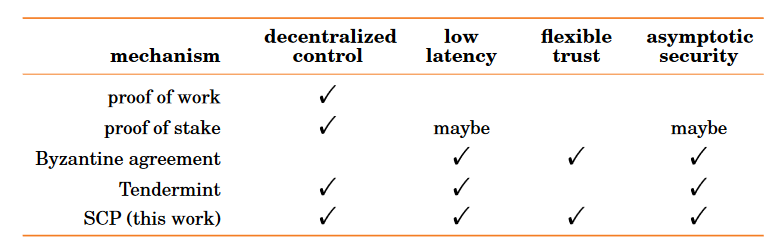 mechanism decentralized control low latency flexible trust asymptotic security
proof of work ✓
proof of stake ✓ maybe maybe
Byzantine agreement ✓ ✓ ✓
Tendermint ✓ ✓ ✓
SCP (this work) ✓ ✓ ✓ ✓